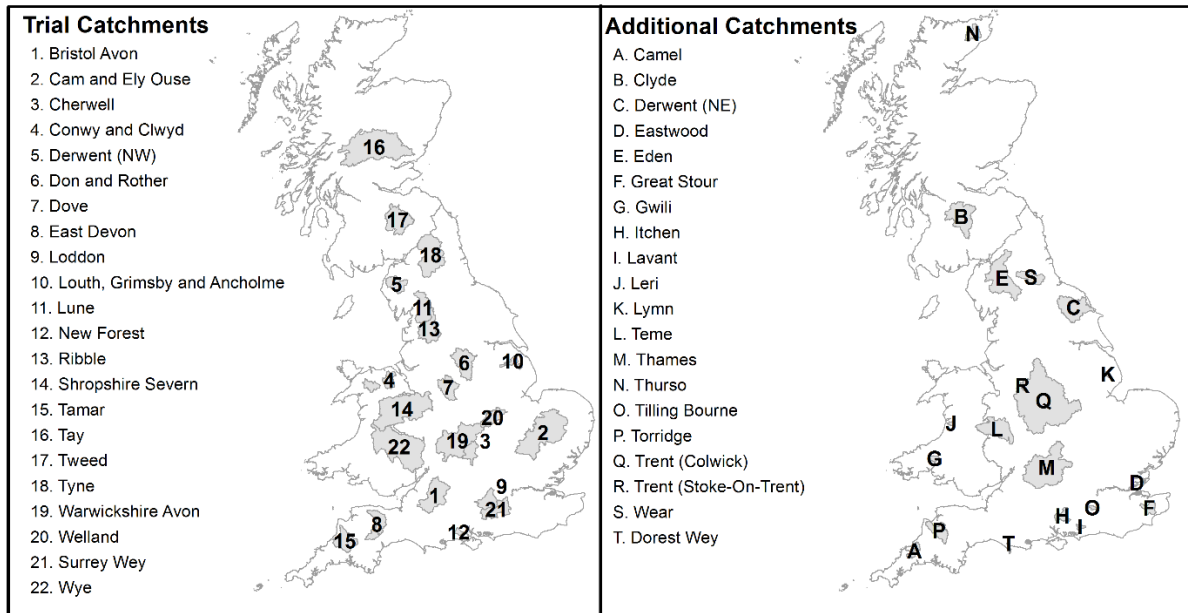 Trial Catchments
1. Bristol Avon
2. Cam and Ely Ouse
3. Cherwell
4. Conwy and Clwyd
5. Derwent (NW)
6. Don and Rother
7. Dove
8. East Devon
9. Loddon
10. Louth, Grimsby and Ancholme
11. Lune
12. New Forest
13. Ribble
14. Shropshire Severn
15. Tamar
16. Tay
17. Tweed
18. Tyne
19. Warwickshire Avon
20. Welland
21. Surrey Wey
22. Wye
16
17
18
5
11
13
6
10
4
7
14
20
2
22
19
3
9
1
21
8
12
15
Additional Catchments
A. Camel
B. Clyde
C. Derwent (NE)
D. Eastwood
E. Eden
F. Great Stour
G. Gwili
H. Itchen
I. Lavant
J. Leri
K. Lymn
L. Teme
M. Thames
N. Thurso
O. Tilling Bourne
P. Torridge
Q. Trent (Colwick)
R. Trent (Stoke-On-Trent)
S. Wear
T. Dorest Wey
N
B
E
S
C
K
R
Q
J
L
G
M
D
O
F
H
I
P
T
A